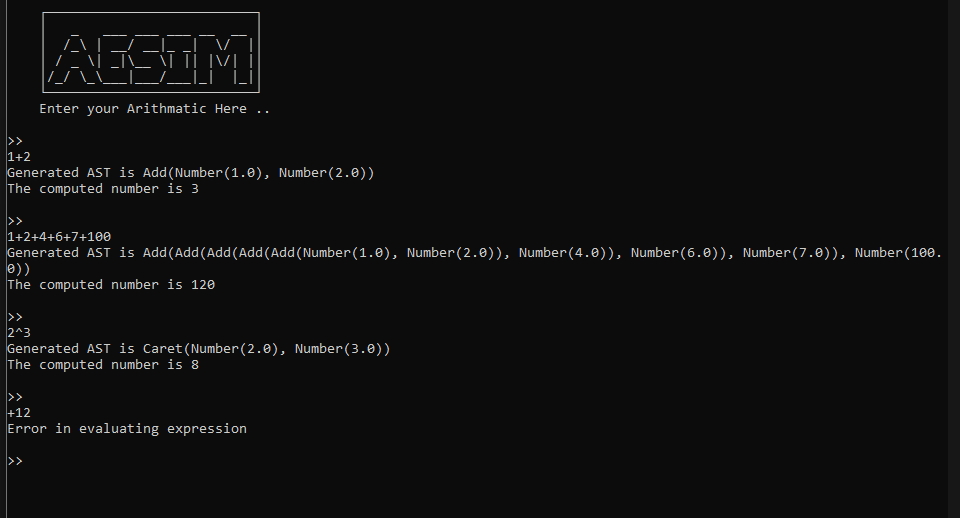 AESIM
Enter your Arithmatic Here ..
>>
1+2
Generated AST is Add(Number(1.0), Number(2.0))
The computed number is 3
>>
1+2+4+6+7+100
Generated AST is Add(Add(Add(Add(Add(Number(1.0), Number(2.0)), Number(4.0)), Number(6.0)), Number(7.0)), Number(100.
0))
The computed number is 120
>>
2^3
Generated AST is Caret(Number(2.0), Number(3.0))
The computed number is 8
>>
+12
Error in evaluating expression
>>